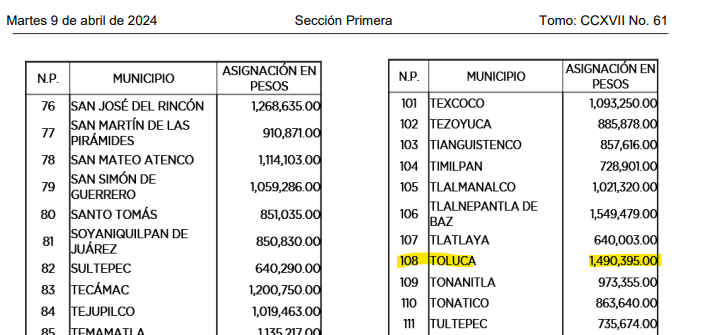 Martes 9 de abril de 2024 Sección Primera Tomo: CCXVII No. 61
N.P. MUNICIPIO ASIGNACIÓN EN PESOS
76 SAN JOSÉ DEL RINCÓN 1,268,635.00
77 SAN MARTÍN DE LAS PIRÁMIDES 910,871.00
78 SAN MATEO ATENCO 1,114,103.00
79 SAN SIMÓN DE GUERRERO 1,059,286.00
80 SANTO TOMÁS 851,035.00
81 SOYANIQUILPAN DE JUÁREZ 850,830.00
82 SULTEPEC 640,290.00
83 TECÁMAC 1,200,750.00
84 TEJUPILCO 1,019,463.00
85 TEMAMATLA 1,135,217.00
N.P. MUNICIPIO ASIGNACIÓN EN PESOS
101 TEXCOCO 1,093,250.00
102 TEZOYUCA 885,878.00
103 TIANGUISTENCO 857,616.00
104 TIMILPAN 728,901.00
105 TLALMANALCO 1,021,320.00
106 TLALNEPANTLA DE BAZ 1,549,479.00
107 TLATLAYA 640,003.00
108 TOLUCA 1,490,395.00
109 TONANITLA 973,355.00
110 TONATICO 863,640.00
111 TULTEPEC 735,674.00